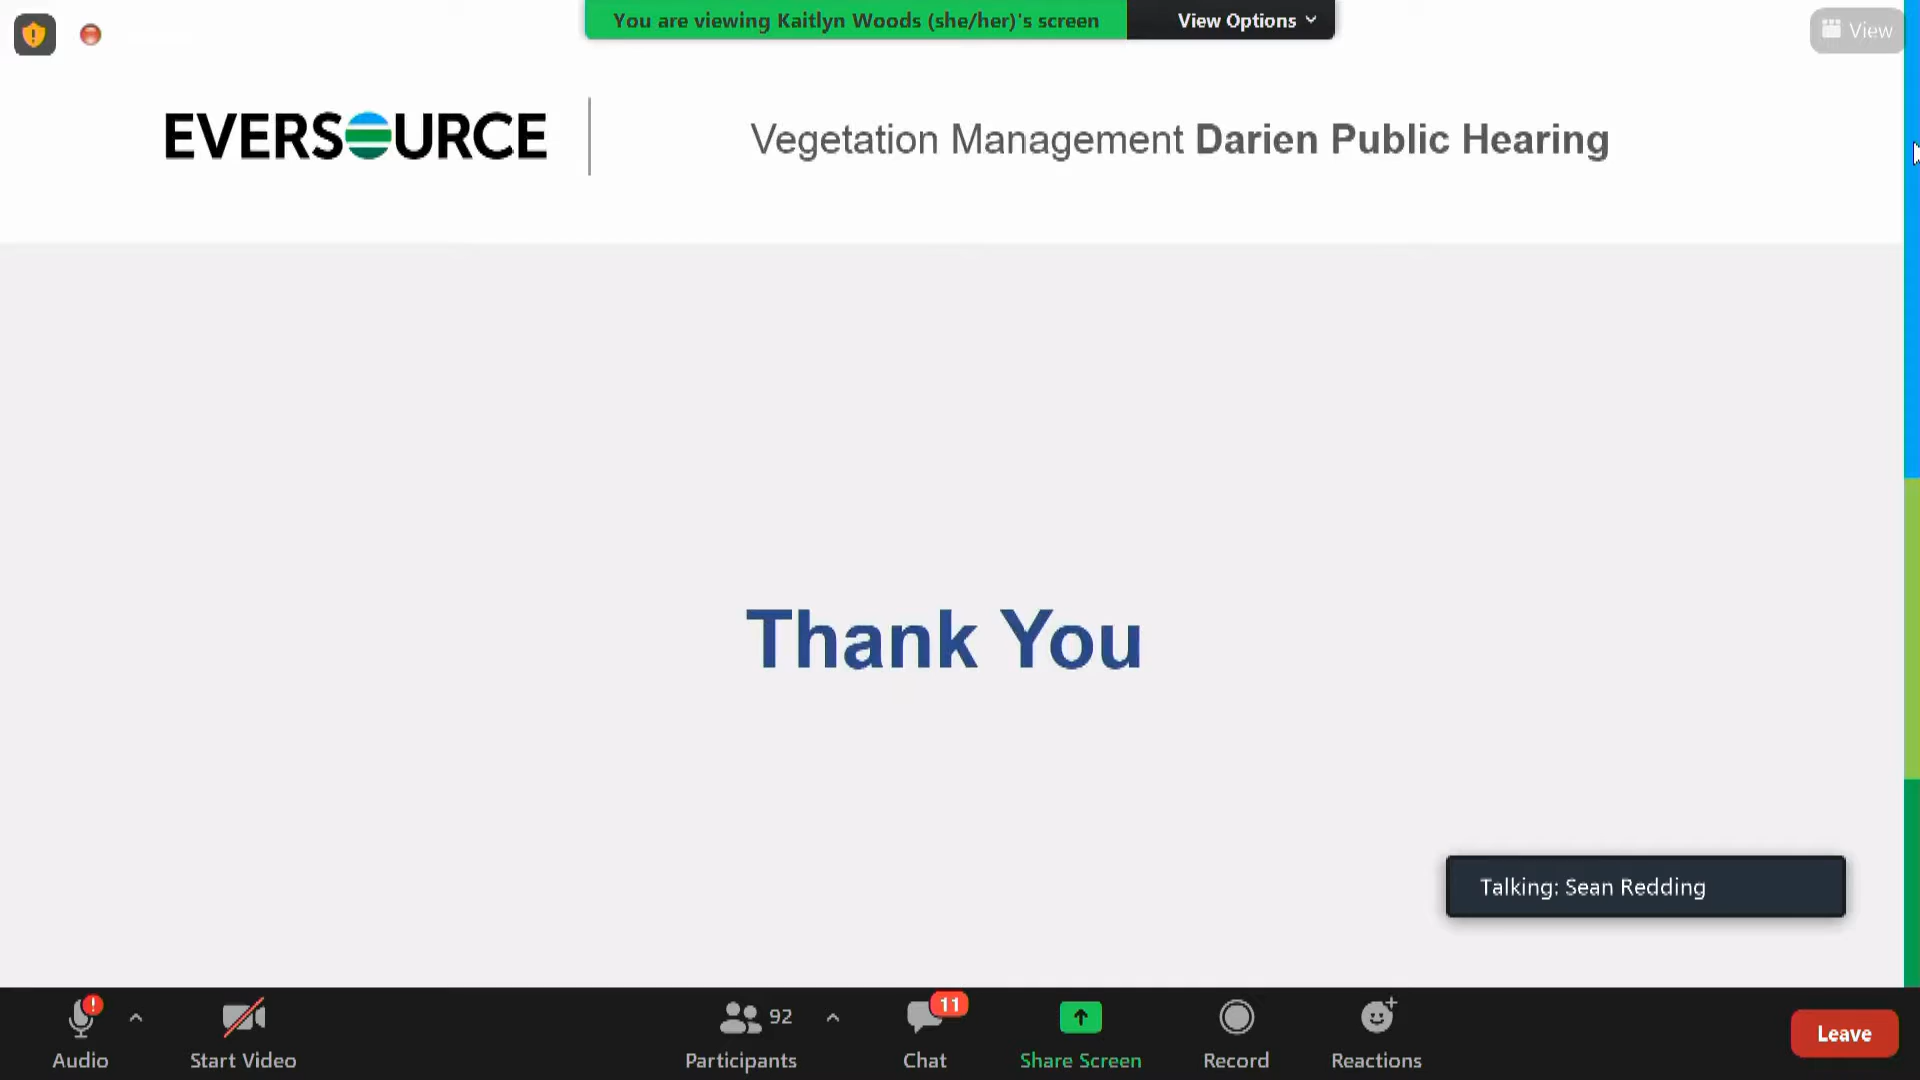 You are viewing Kaitlyn Woods (she/her)'s screen
View Options
View
EVERSOURCE
Vegetation Management Darien Public Hearing
Thank You
Talking: Sean Redding
Audio
Start Video
92
Participants
11
Chat
Share Screen
Record
Reactions
Leave